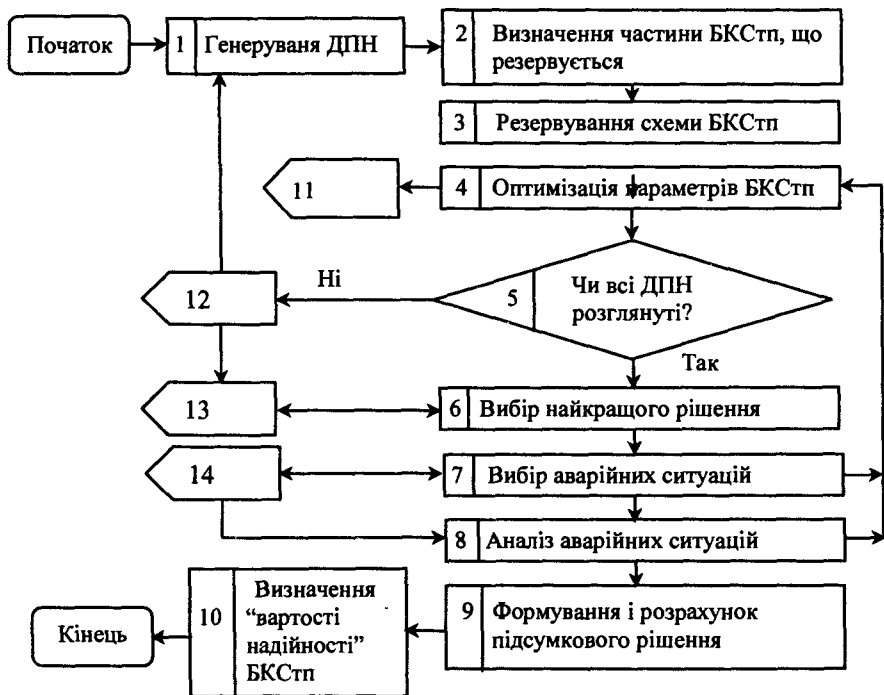 Початок
1 Генеруваня ДПН
2 Визначення частини БКСтп, що
резервується
3 Резервування схеми БКСтп
11
4 Оптимізація параметрів БКСтп
12
Ні
5 Чи всі ДПН
розглянуті?
Так
13
6 Вибір найкращого рішення
14
7 Вибір аварійних ситуацій
8 Аналіз аварійних ситуацій
Кінець
10 Визначення
“вартості
надійності”
БКСтп
9 Формування і розрахунок
підсумкового рішення